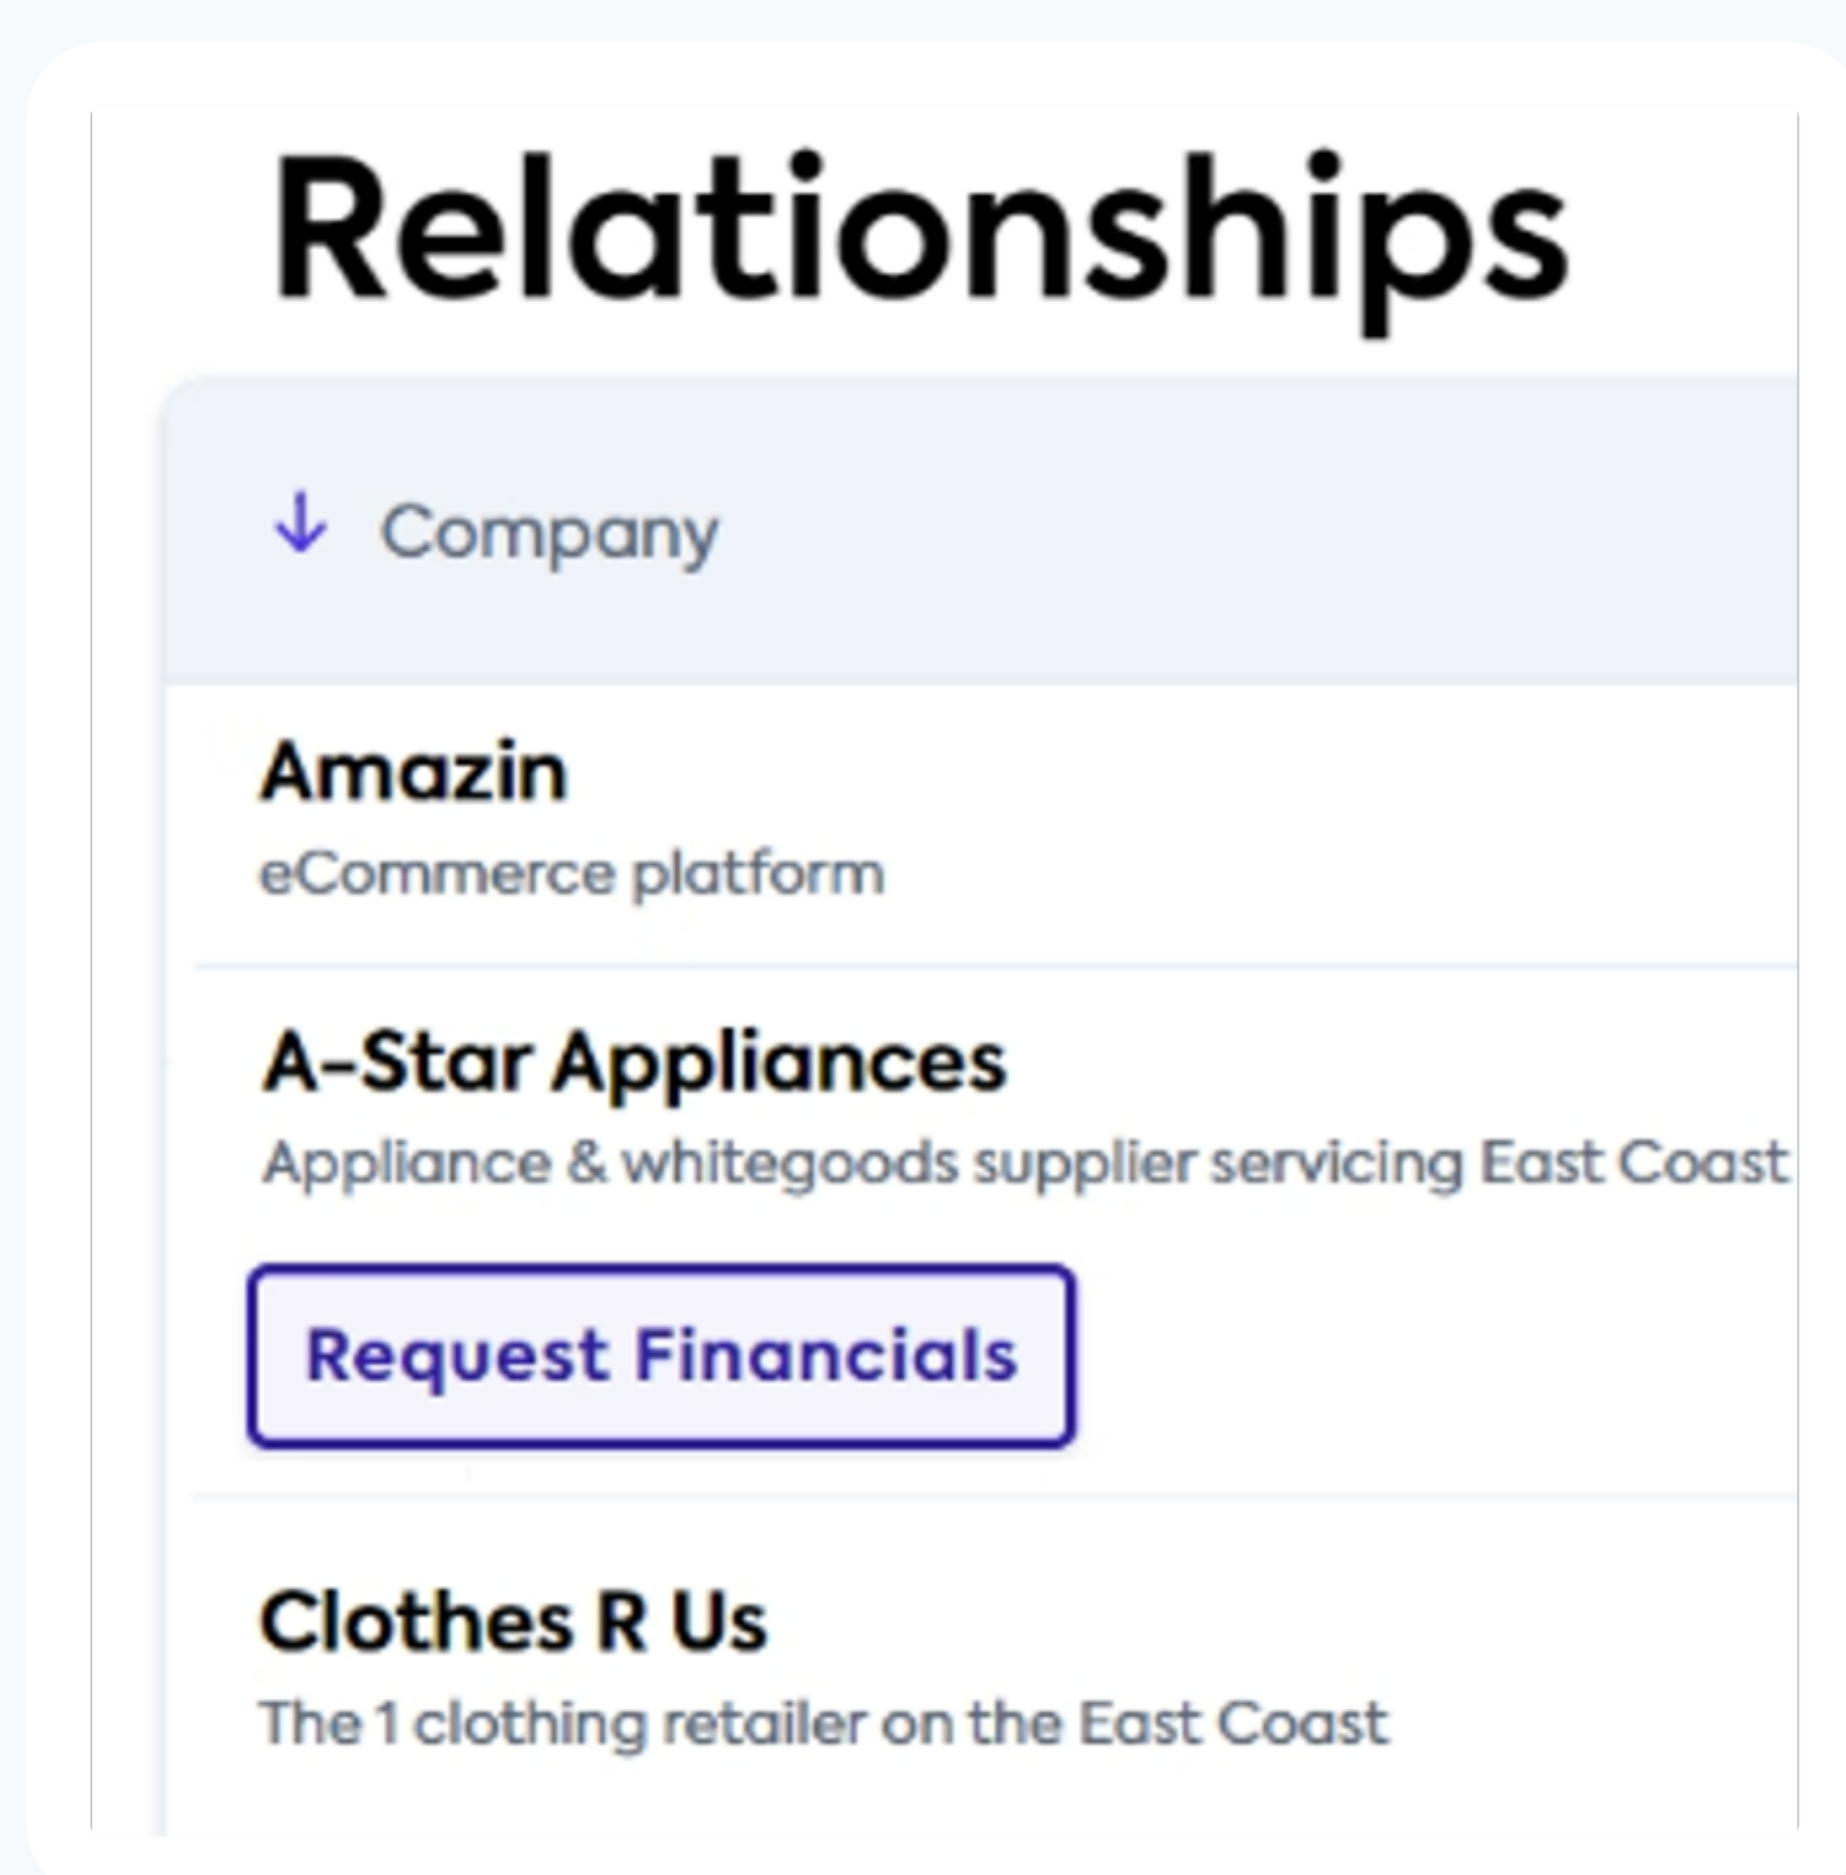 Relationships
Company
Amazin
eCommerce platform
A-Star Appliances
Appliance & whitegoods supplier servicing East Coast
Request Financials
Clothes R Us
The 1 clothing retailer on the East Coast